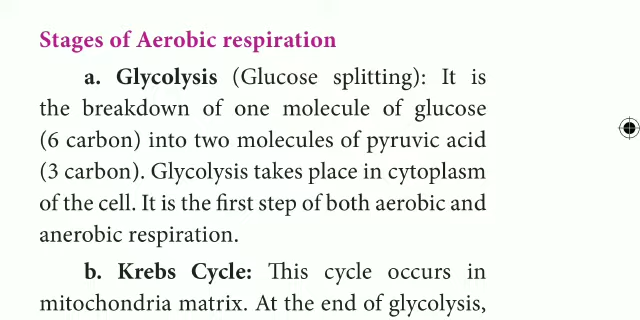 Stages of Aerobic respiration
a. Glycolysis (Glucose splitting): It is
the breakdown of one molecule of glucose
(6 carbon) into two molecules of pyruvic acid
(3 carbon). Glycolysis takes place in cytoplasm
of the cell. It is the first step of both aerobic and
anerobic respiration.
b. Krebs Cycle: This cycle occurs in
mitochondria matrix. At the end of glycolysis,